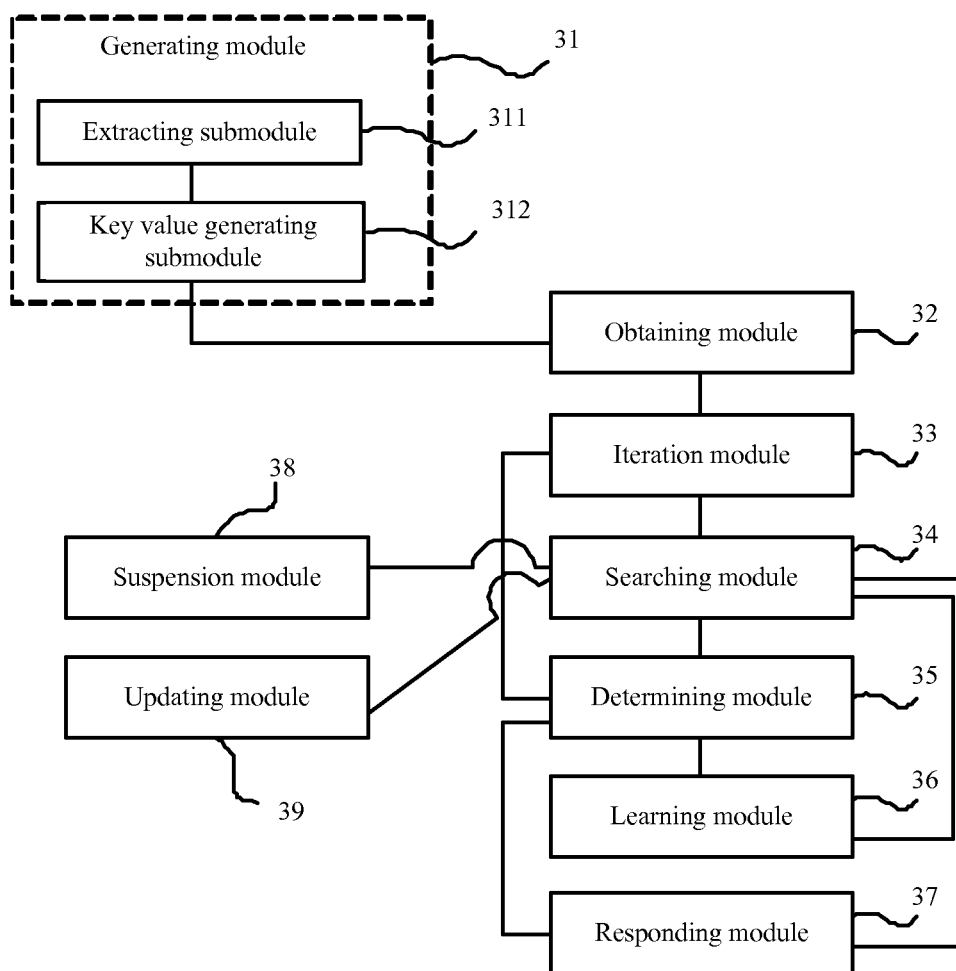 Generating module
31
Extracting submodule
311
Key value generating
submodule
312
Obtaining module
32
Iteration module
33
38
Suspension module
Searching module
34
Updating module
39
Determining module
35
Learning module
36
Responding module
37